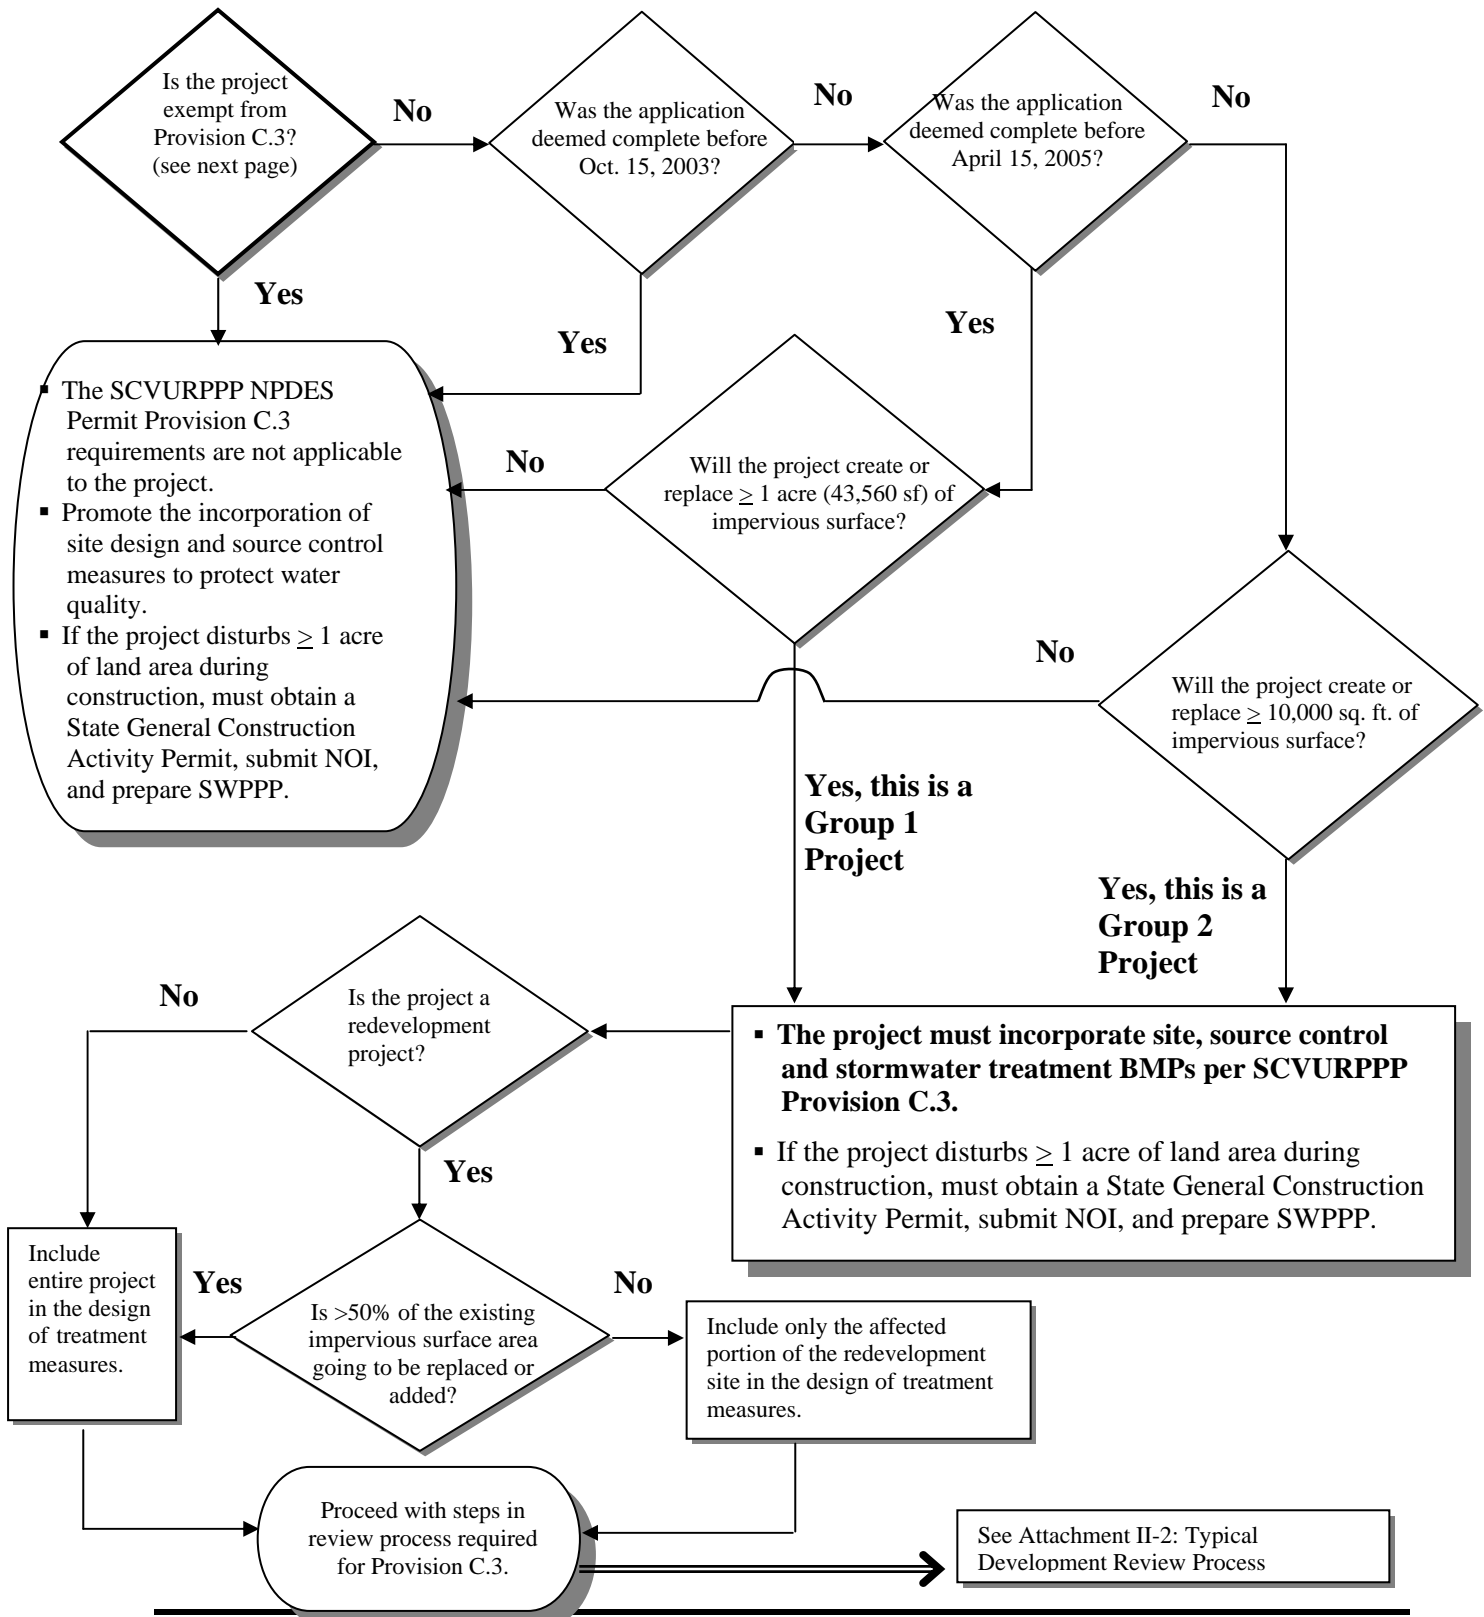 Is the project
exempt from
Provision C.3?
(see next page)
No
Was the application
deemed complete before
Oct. 15, 2003?
No
Was the application
deemed complete before
April 15, 2005?
No
Yes
Yes
Yes
▪ The SCVURPPP NPDES
Permit Provision C.3
requirements are not applicable
to the project.
▪ Promote the incorporation of
site design and source control
measures to protect water
quality.
▪ If the project disturbs ≥ 1 acre
of land area during
construction, must obtain a
State General Construction
Activity Permit, submit NOI,
and prepare SWPPP.
No
Will the project create or
replace ≥ 1 acre (43,560 sf) of
impervious surface?
No
Will the project create or
replace ≥ 10,000 sq. ft. of
impervious surface?
Yes, this is a
Group 1
Project
Yes, this is a
Group 2
Project
No
Is the project a
redevelopment
project?
▪ The project must incorporate site, source control
and stormwater treatment BMPs per SCVURPPP
Provision C.3.
▪ If the project disturbs ≥ 1 acre of land area during
construction, must obtain a State General Construction
Activity Permit, submit NOI, and prepare SWPPP.
Yes
Include
entire project
in the design
of treatment
measures.
Yes
Is >50% of the existing
impervious surface area
going to be replaced or
added?
No
Include only the affected
portion of the redevelopment
site in the design of treatment
measures.
Proceed with steps in
review process required
for Provision C.3.
See Attachment II-2: Typical
Development Review Process